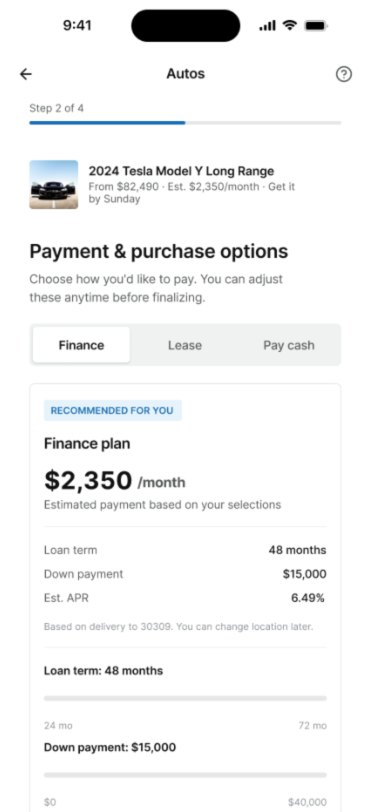 9:41
Autos
Step 2 of 4
2024 Tesla Model Y Long Range
From $82,490 · Est. $2,350/month · Get it
by Sunday
Payment & purchase options
Choose how you'd like to pay. You can adjust
these anytime before finalizing.
Finance Lease Pay cash
RECOMMENDED FOR YOU
Finance plan
$2,350 /month
Estimated payment based on your selections
Loan term 48 months
Down payment $15,000
Est. APR 6.49%
Based on delivery to 30309. You can change location later.
Loan term: 48 months
24 mo 72 mo
Down payment: $15,000
$0 $40,000